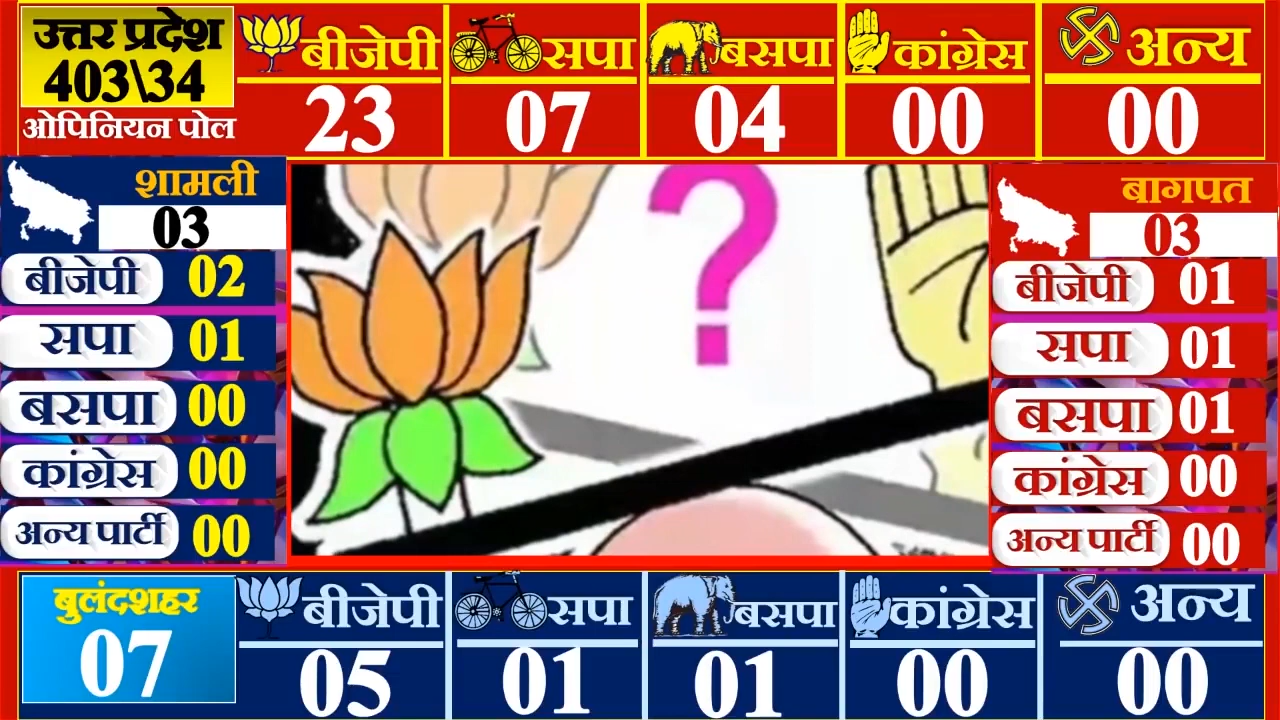 उत्तर प्रदेश
403\34
ओपिनियन पोल
बीजेपी सपा बसपा कांग्रेस अन्य
23 07 04 00 00
शामली
03
बीजेपी 02
सपा 01
बसपा 00
कांग्रेस 00
अन्य पार्टी 00
?
बागपत
03
बीजेपी 01
सपा 01
बसपा 01
कांग्रेस 00
अन्य पार्टी 00
बुलंदशहर
07
बीजेपी सपा बसपा कांग्रेस अन्य
05 01 01 00 00